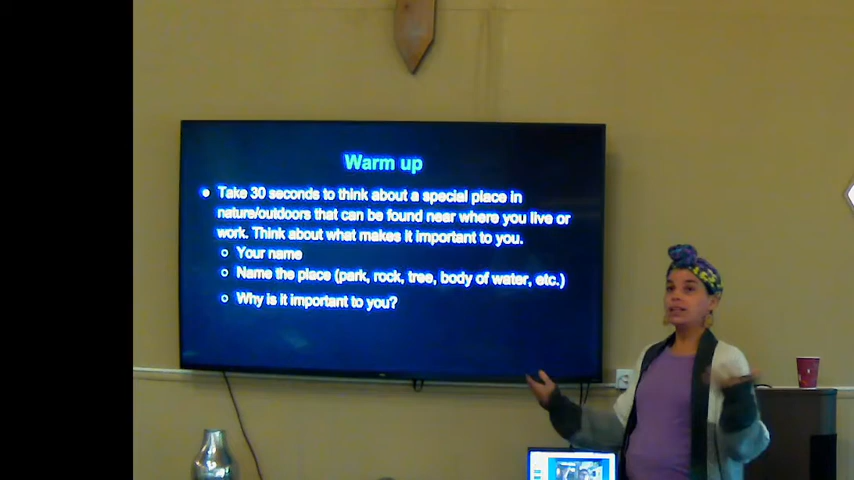 Warm up
● Take 30 seconds to think about a special place in
nature/outdoors that can be found near where you live or
work. Think about what makes it important to you.
○ Your name
○ Name the place (park, rock, tree, body of water, etc.)
○ Why is it important to you?